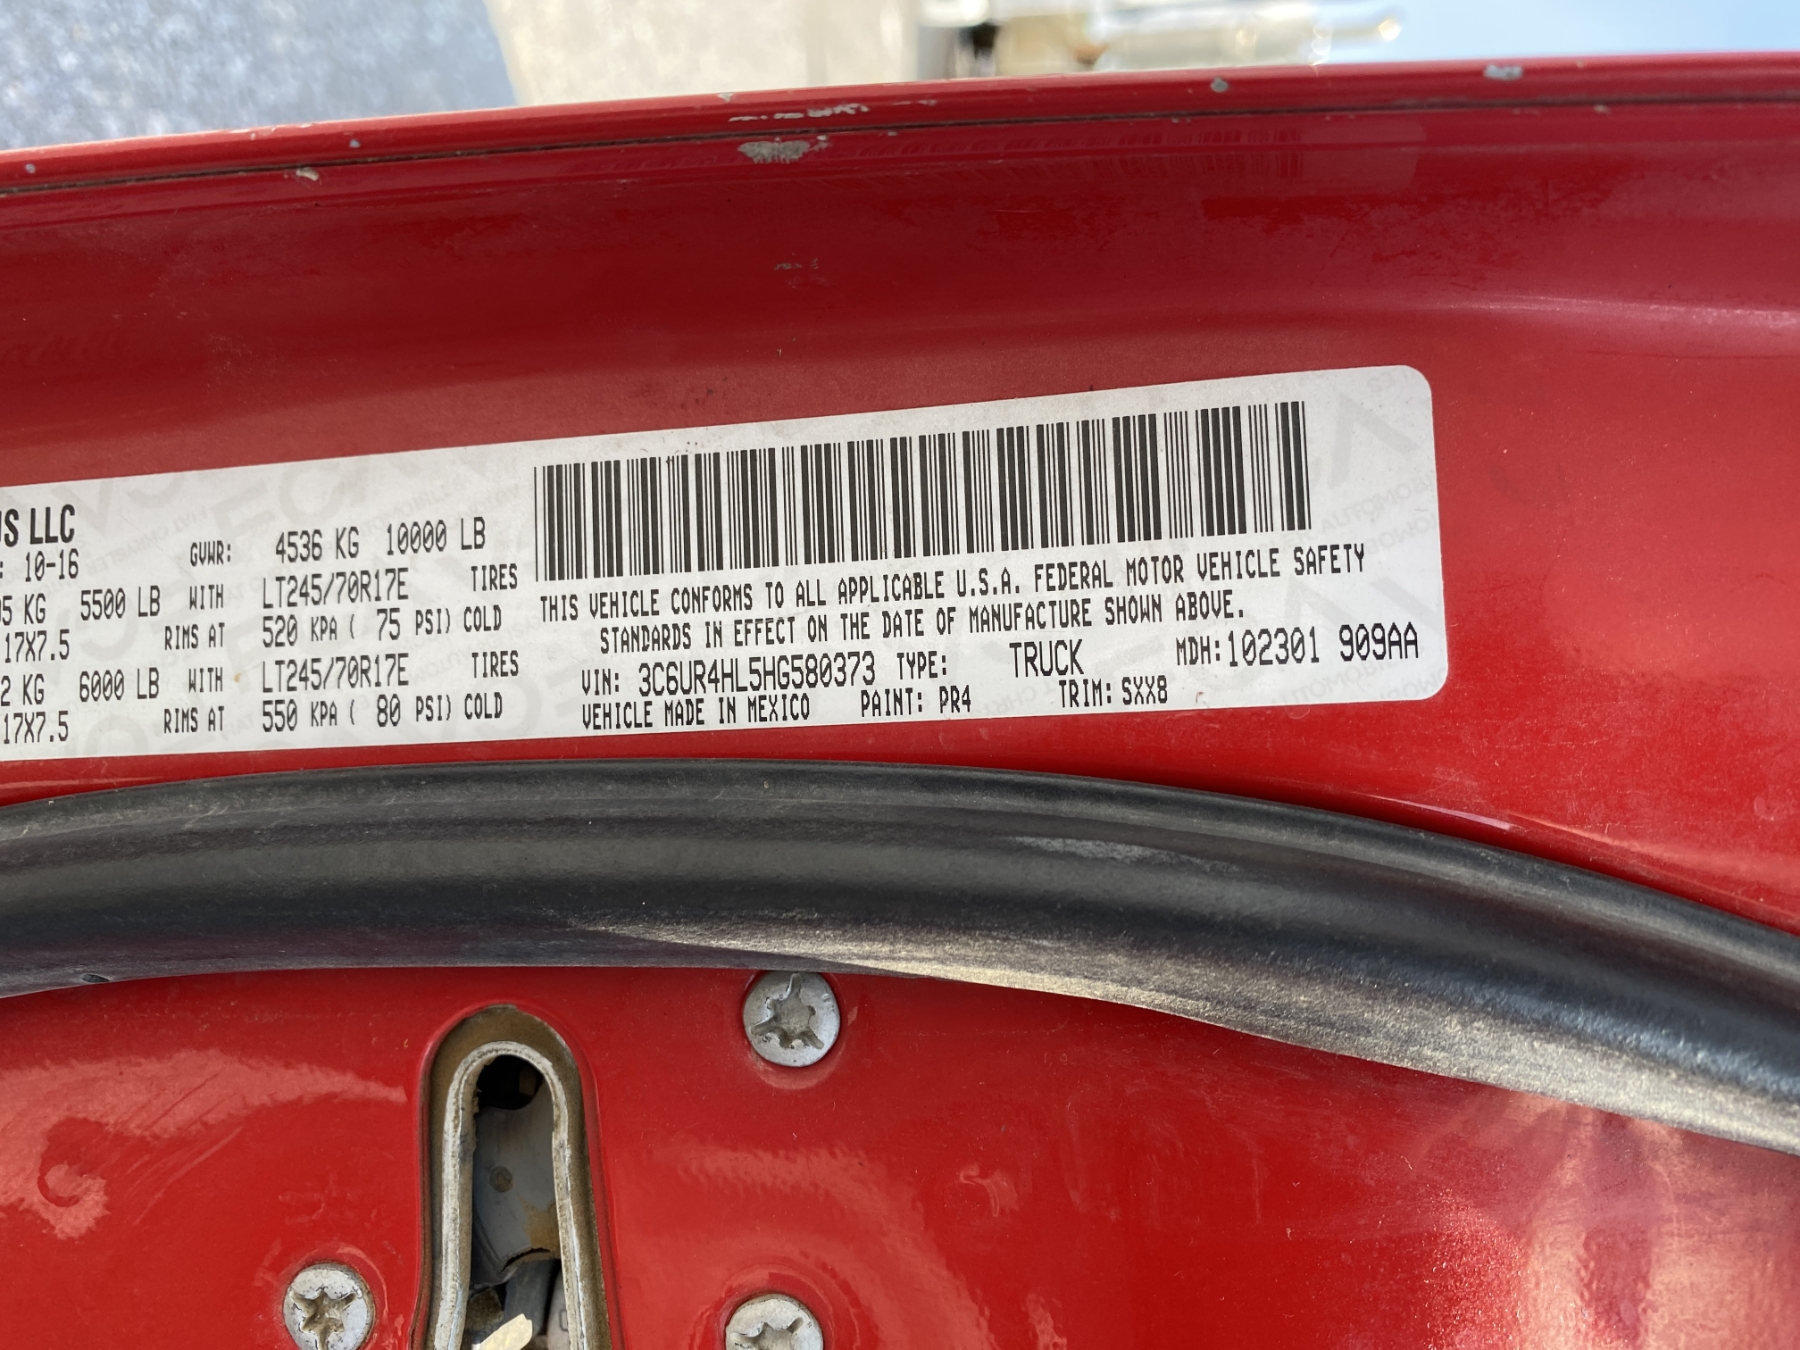 US LLC
: 10-16 GVWR: 4536 KG 10000 LB
05 KG 5500 LB WITH LT245/70R17E TIRES
17X7.5 RIMS AT 520 KPA ( 75 PSI) COLD
2 KG 6000 LB WITH LT245/70R17E TIRES
17X7.5 RIMS AT 550 KPA ( 80 PSI) COLD
THIS VEHICLE CONFORMS TO ALL APPLICABLE U.S.A. FEDERAL MOTOR VEHICLE SAFETY
STANDARDS IN EFFECT ON THE DATE OF MANUFACTURE SHOWN ABOVE.
VIN: 3C6UR4HL5HG580373 TYPE: TRUCK MDH:102301 909AA
VEHICLE MADE IN MEXICO PAINT: PR4 TRIM: SXX8